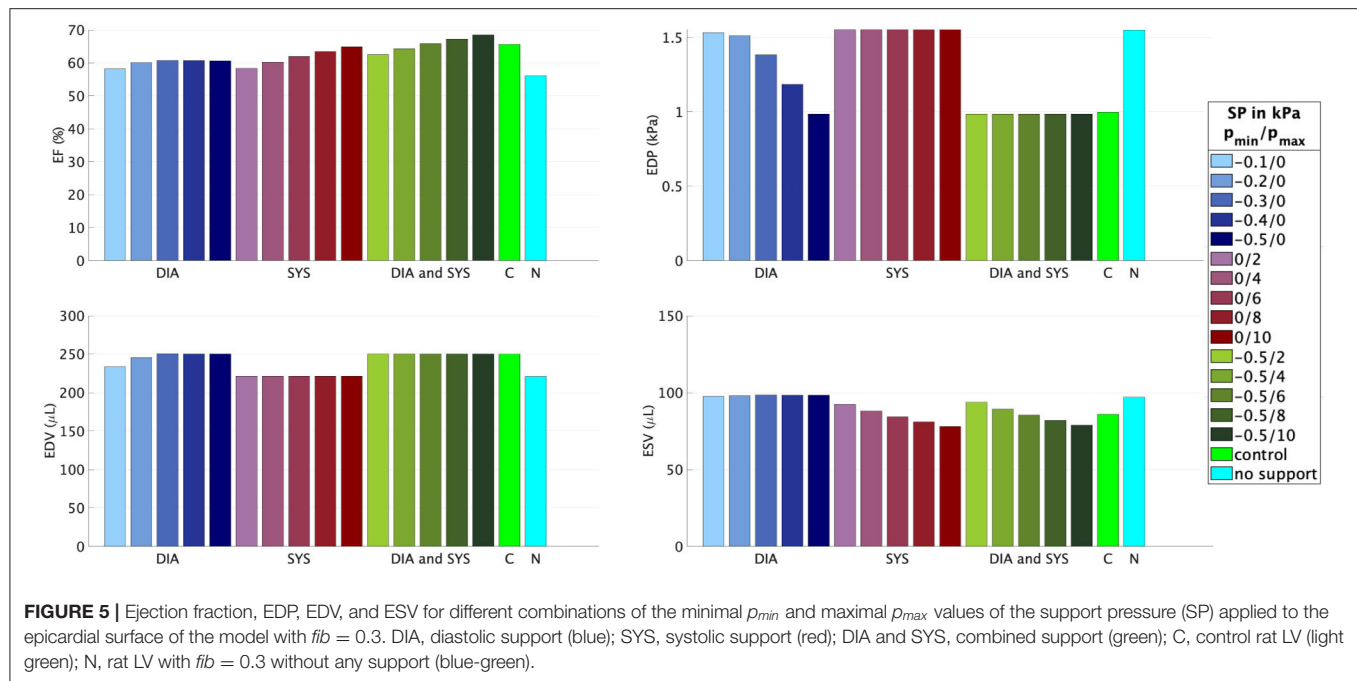 70
60
50
40
30
20
10
0
EF (%)
DIA
SYS
DIA and SYS
C
N
1.5
1
0.5
0
EDP (kPa)
DIA
SYS
DIA and SYS
C
N
300
250
200
150
100
50
0
EDV (μL)
DIA
SYS
DIA and SYS
C
N
150
100
50
0
ESV (μL)
DIA
SYS
DIA and SYS
C
N
SP in kPa
p_min/p_max
-0.1/0
-0.2/0
-0.3/0
-0.4/0
-0.5/0
0/2
0/4
0/6
0/8
0/10
-0.5/2
-0.5/4
-0.5/6
-0.5/8
-0.5/10
control
no support
FIGURE 5 | Ejection fraction, EDP, EDV, and ESV for different combinations of the minimal p_min and maximal p_max values of the support pressure (SP) applied to the
epicardial surface of the model with fib = 0.3. DIA, diastolic support (blue); SYS, systolic support (red); DIA and SYS, combined support (green); C, control rat LV (light
green); N, rat LV with fib = 0.3 without any support (blue-green).